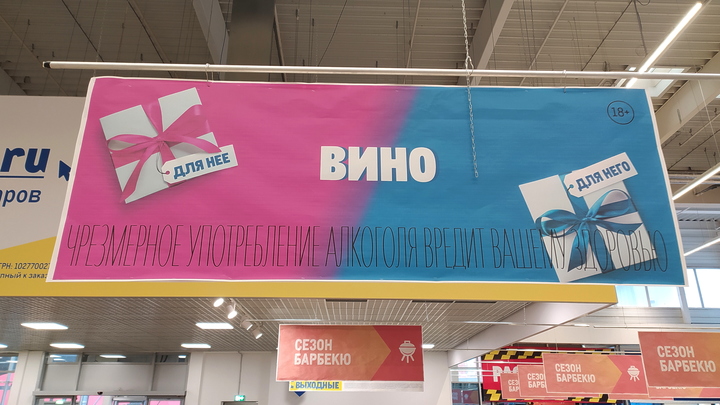 18+
ДЛЯ НЕЕ
ВИНО
ДЛЯ НЕГО
ЧРЕЗМЕРНОЕ УПОТРЕБЛЕНИЕ АЛКОГОЛЯ ВРЕДИТ ВАШЕМУ ЗДОРОВЬЮ
.ru
СЕЗОН
БАРБЕКЮ
ВЫХОДНЫЕ
СЕЗОН
БАРБЕКЮ
СЕЗОН
БАРБЕКЮ